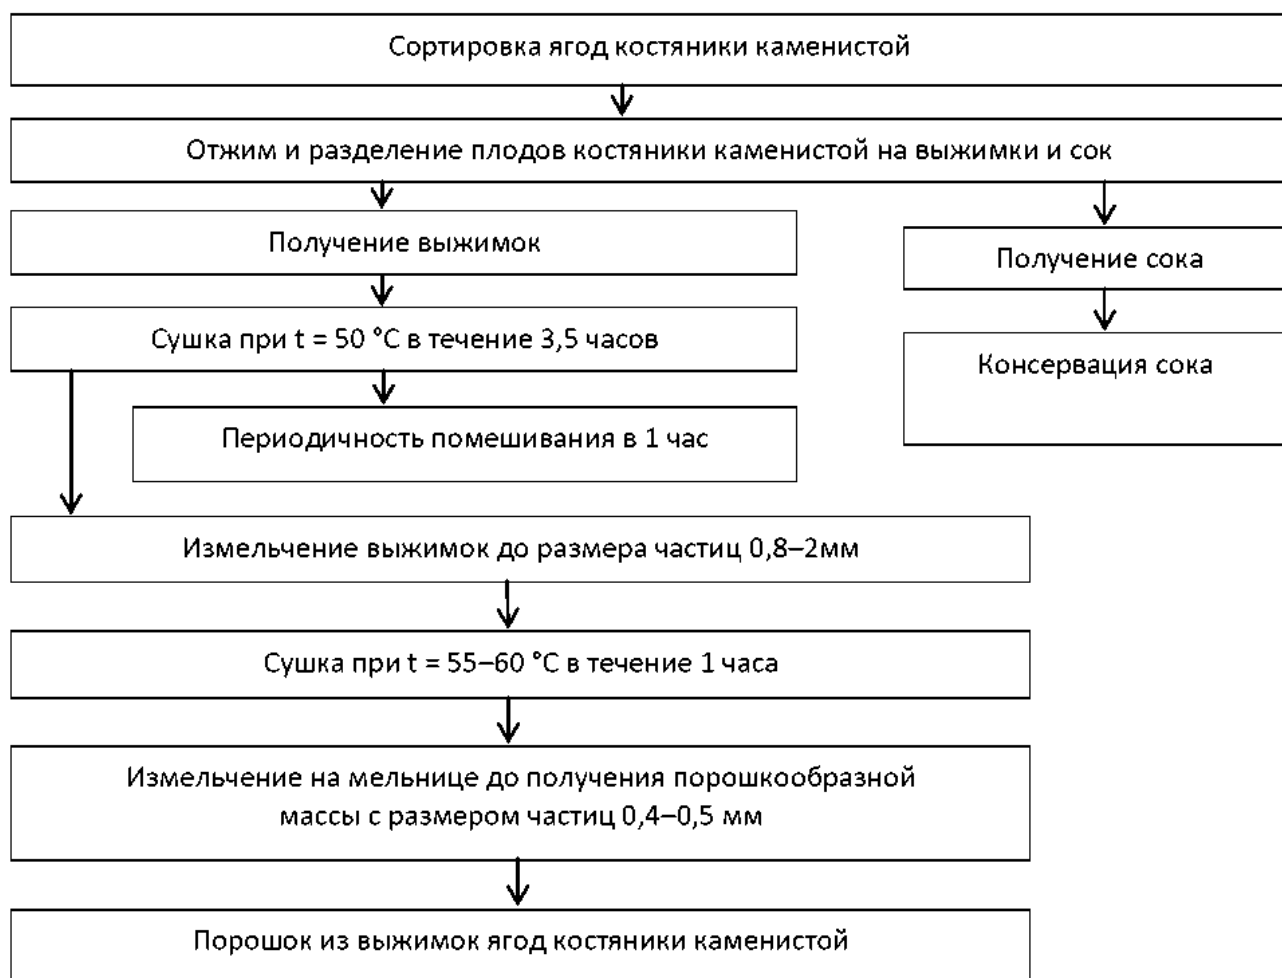 Сортировка ягод костяники каменистой
Отжим и разделение плодов костяники каменистой на выжимки и сок
Получение выжимок
Получение сока
Сушка при t = 50 °C в течение 3,5 часов
Консервация сока
Периодичность помешивания в 1 час
Измельчение выжимок до размера частиц 0,8–2мм
Сушка при t = 55–60 °C в течение 1 часа
Измельчение на мельнице до получения порошкообразной
массы с размером частиц 0,4–0,5 мм
Порошок из выжимок ягод костяники каменистой